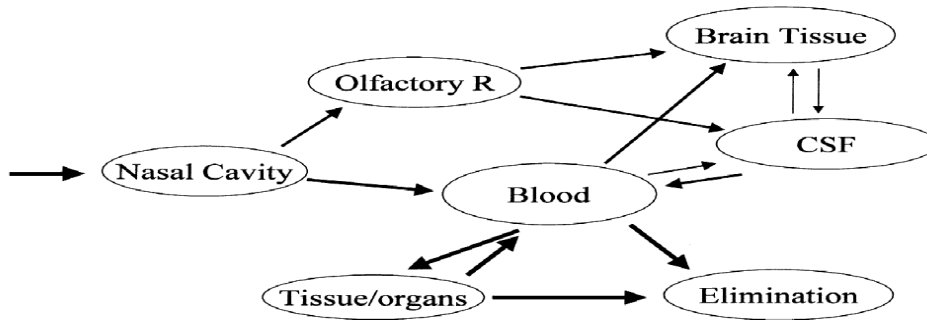 Brain Tissue
Olfactory R
CSF
Nasal Cavity
Blood
Tissue/organs
Elimination